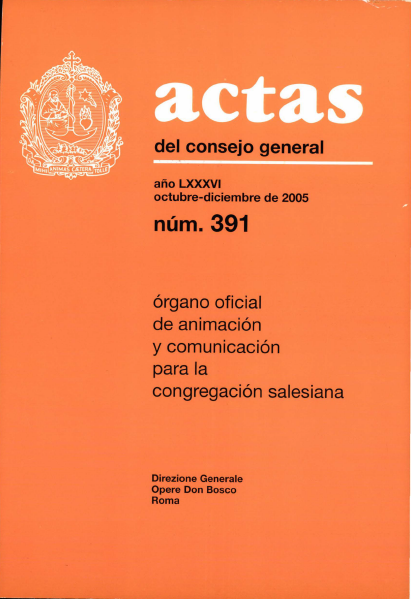 actas
del consejo general
año LXXXVI
octubre-diciembre de 2005
núm. 391
órgano oficial
de animación
y comunicación
para la
congregación salesiana
Direzione Generale
Opere Don Bosco
Roma